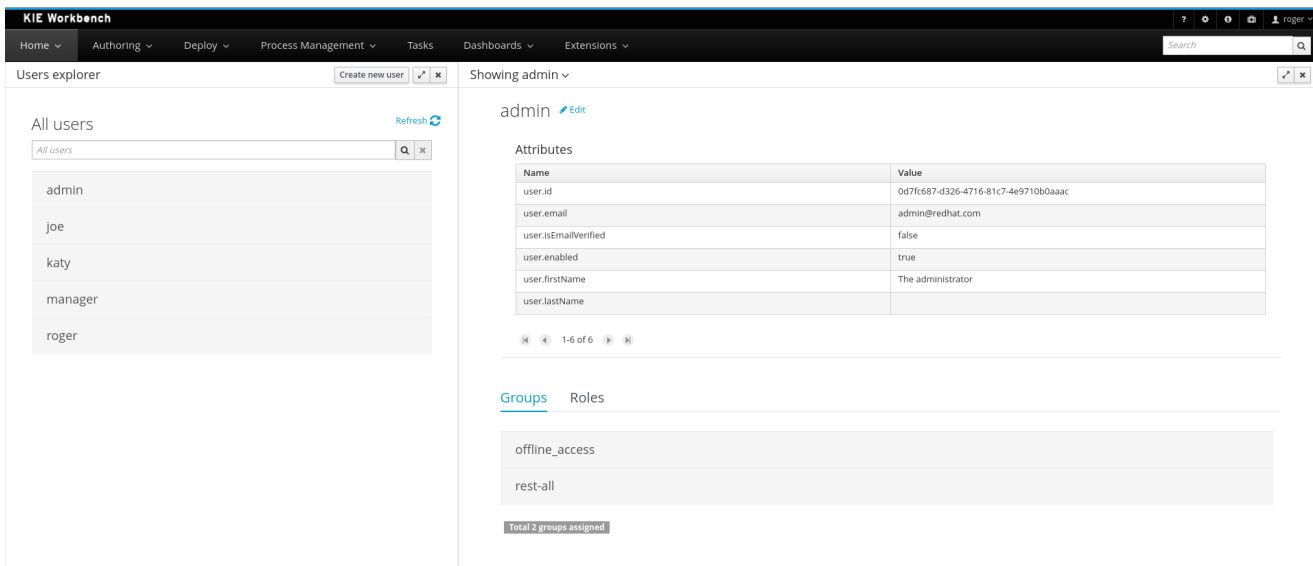 KIE Workbench
roger
Home Authoring Deploy Process Management Tasks Dashboards Extensions
Search
Users explorer
Create new user
Showing admin
All users
Refresh
All users
admin
joe
katy
manager
roger
admin Edit
Attributes
Name Value
user.id 0d7fc687-d326-4716-81c7-4e9710b0aaac
user.email admin@redhat.com
user.isEmailVerified false
user.enabled true
user.firstName The administrator
user.lastName
1-6 of 6
Groups Roles
offline_access
rest-all
Total 2 groups assigned